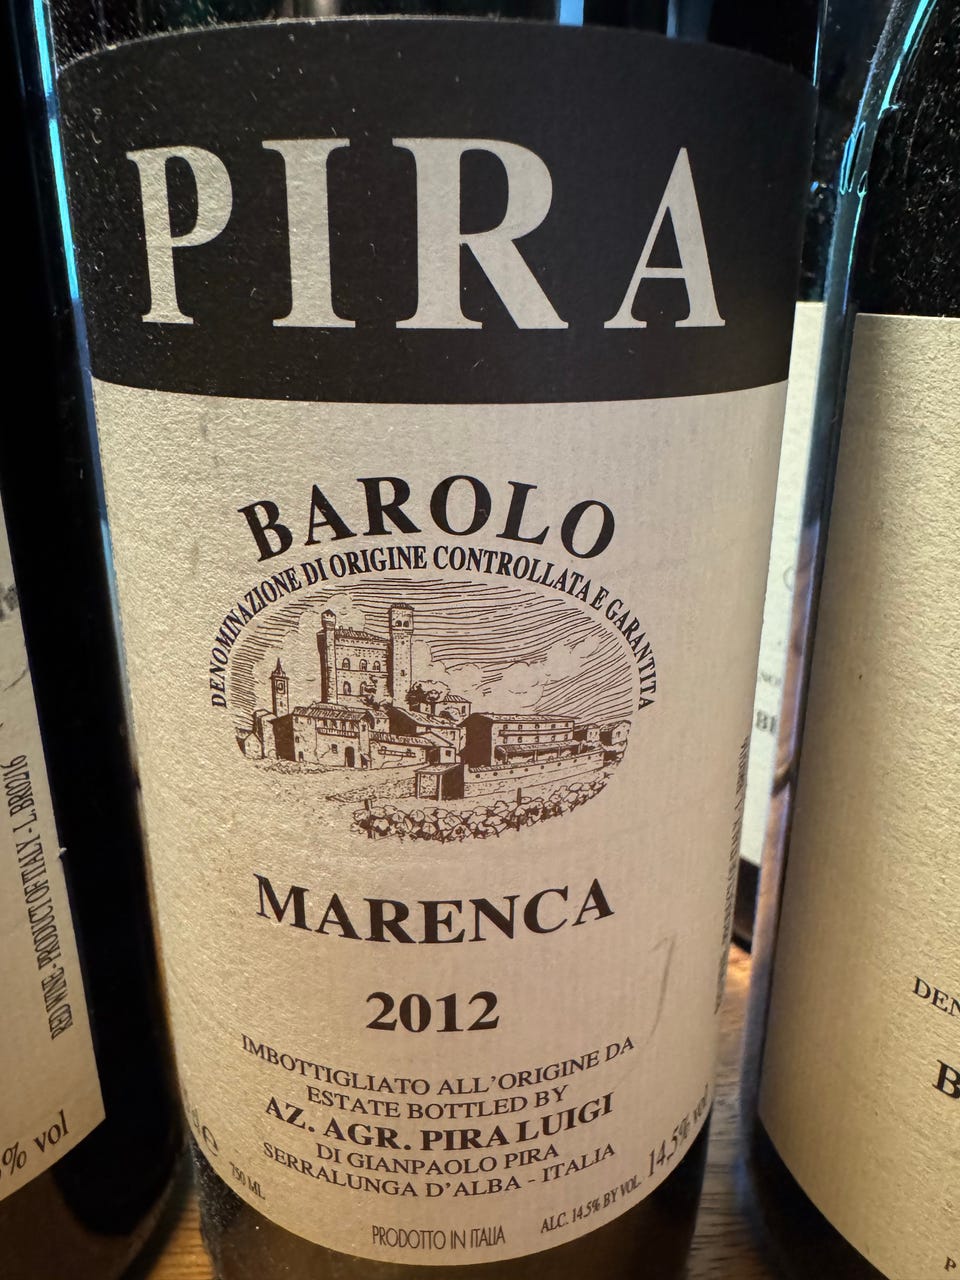 PIRA
BAROLO
DENOMINAZIONE DI ORIGINE CONTROLLATA E GARANTITA
MARENCA
2012
IMBOTTIGLIATO ALL'ORIGINE DA
ESTATE BOTTLED BY
AZ. AGR. PIRA LUIGI
DI GIANPAOLO PIRA
SERRALUNGA D'ALBA - ITALIA
750 ML
ALC. 14.5% BY VOL.
14,5% vol
PRODOTTO IN ITALIA
RED WINE - PRODUCT OF ITALY - L. BR0216
% vol
DEN
B
P